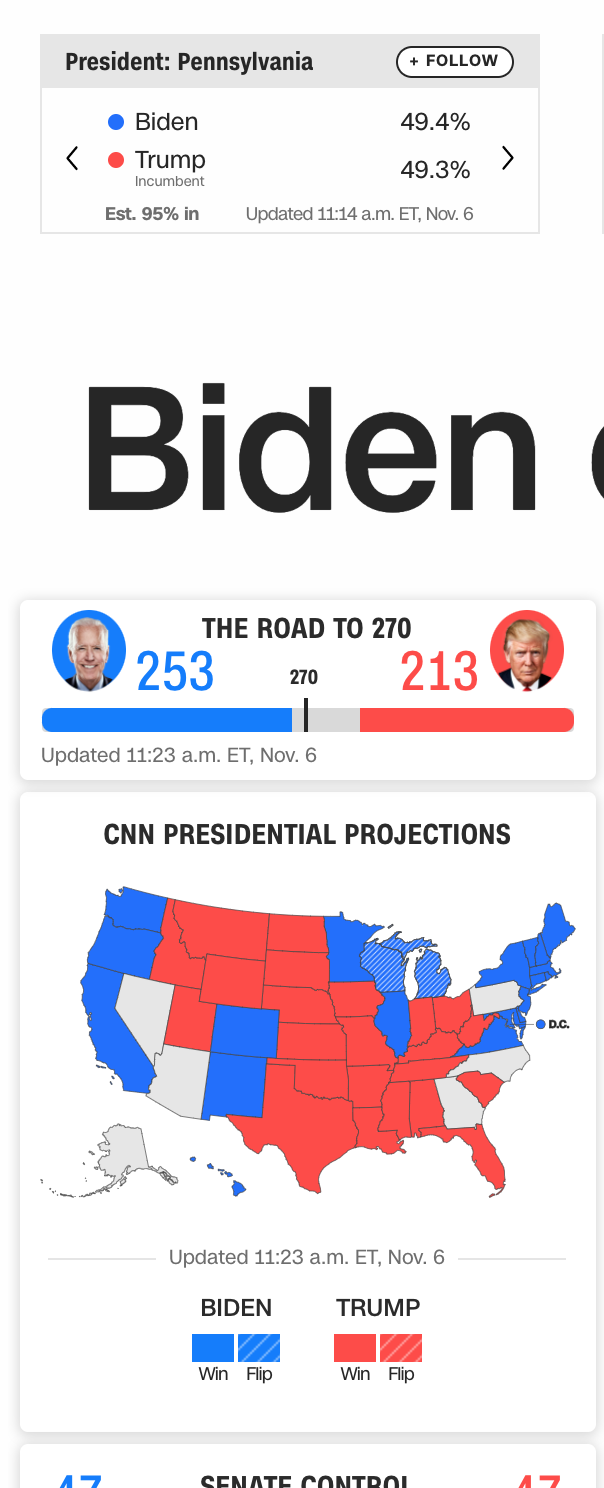 President: Pennsylvania
+ FOLLOW
Biden 49.4%
Trump 49.3%
Incumbent
Est. 95% in Updated 11:14 a.m. ET, Nov. 6
Biden
THE ROAD TO 270
253 270 213
Updated 11:23 a.m. ET, Nov. 6
CNN PRESIDENTIAL PROJECTIONS
D.C.
Updated 11:23 a.m. ET, Nov. 6
BIDEN TRUMP
Win Flip Win Flip
47 SENATE CONTROL 47